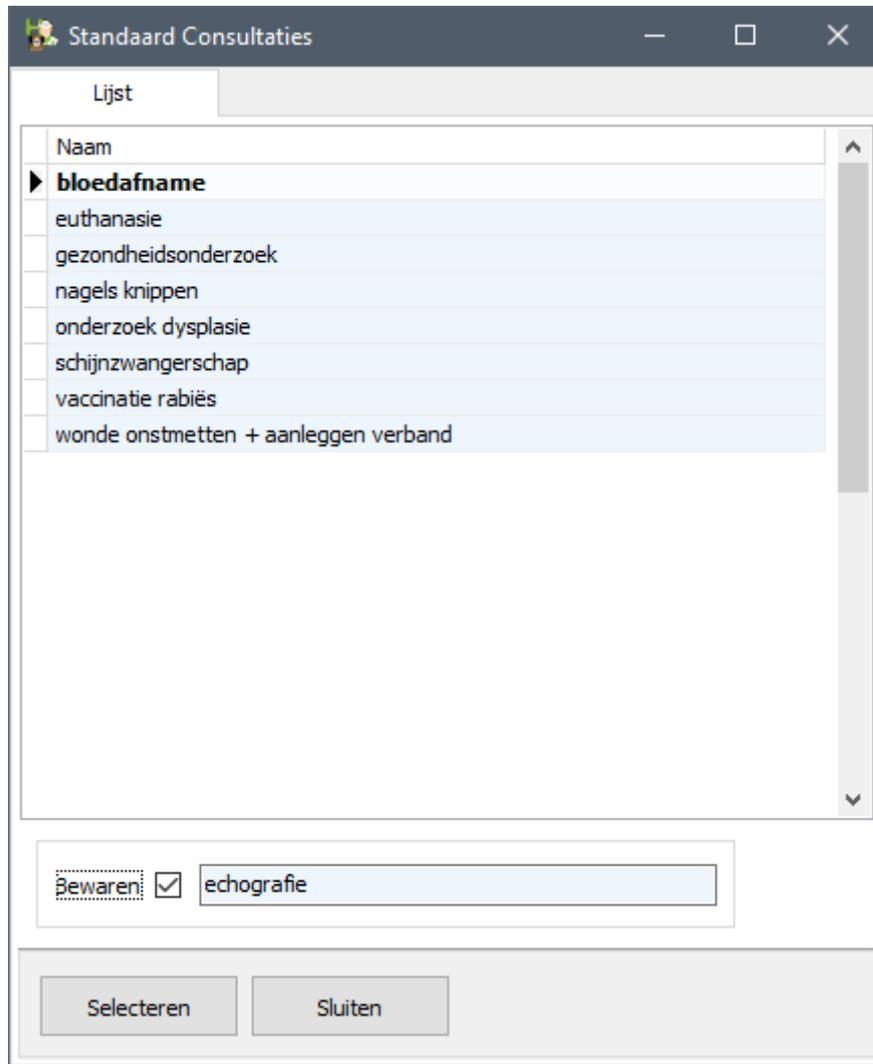 Standaard Consultaties
Lijst
Naam
bloedafname
euthanasie
gezondheidsonderzoek
nagels knippen
onderzoek dysplasie
schijnzwangerschap
vaccinatie rabiës
wonde onstmetten + aanleggen verband
Bewaren echografie
Selecteren Sluiten